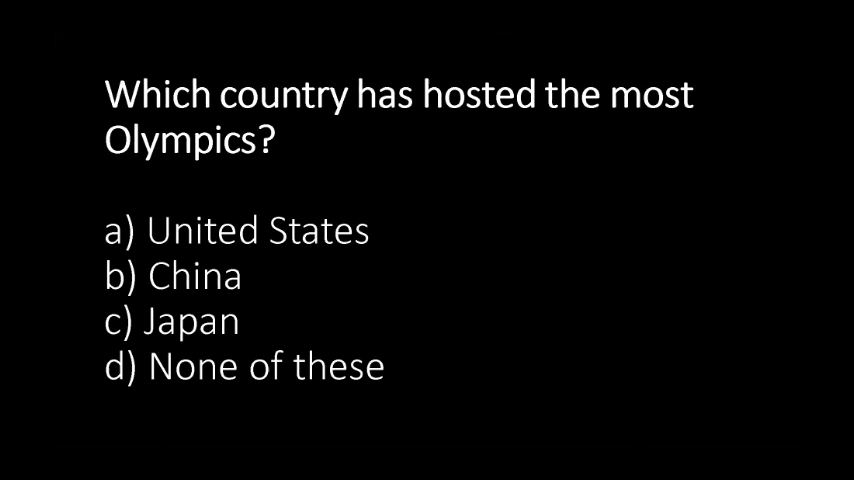 Which country has hosted the most
Olympics?
a) United States
b) China
c) Japan
d) None of these